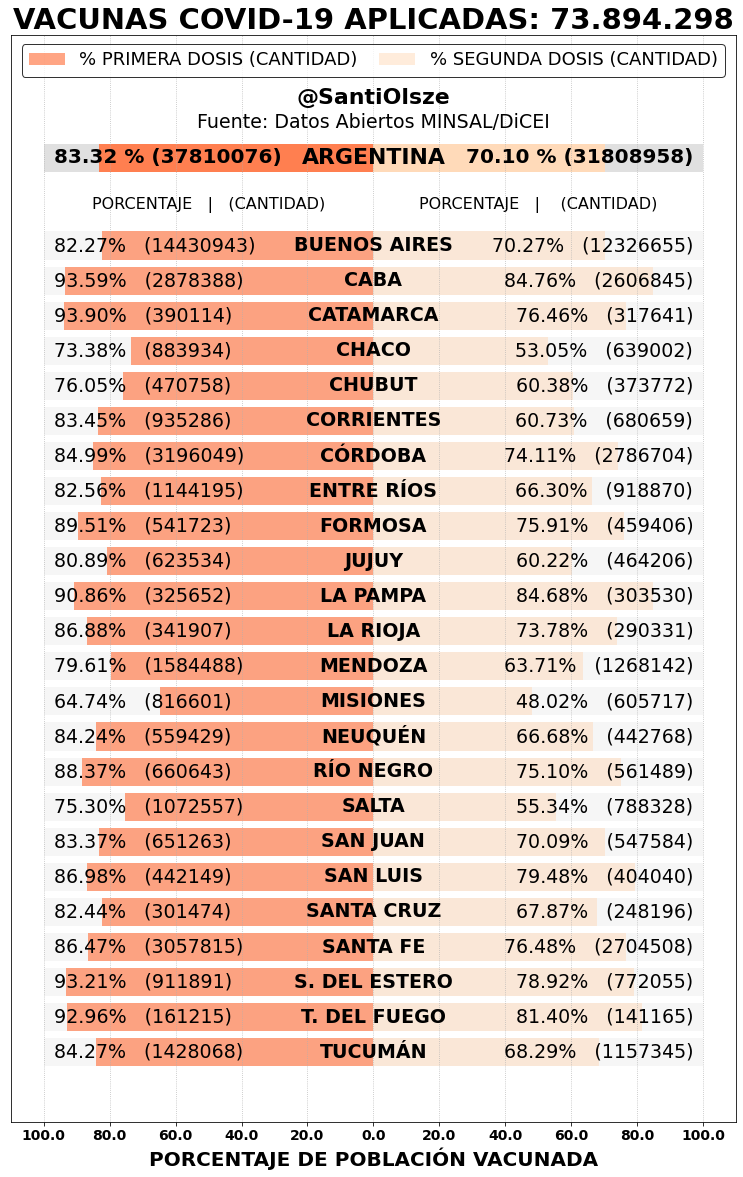 VACUNAS COVID-19 APLICADAS: 73.894.298
% PRIMERA DOSIS (CANTIDAD) % SEGUNDA DOSIS (CANTIDAD)
@SantiOlsze
Fuente: Datos Abiertos MINSAL/DiCEI
83.32 % (37810076) ARGENTINA 70.10 % (31808958)
PORCENTAJE | (CANTIDAD) PORCENTAJE | (CANTIDAD)
82.27% (14430943) BUENOS AIRES 70.27% (12326655)
93.59% (2878388) CABA 84.76% (2606845)
93.90% (390114) CATAMARCA 76.46% (317641)
73.38% (883934) CHACO 53.05% (639002)
76.05% (470758) CHUBUT 60.38% (373772)
83.45% (935286) CORRIENTES 60.73% (680659)
84.99% (3196049) CÓRDOBA 74.11% (2786704)
82.56% (1144195) ENTRE RÍOS 66.30% (918870)
89.51% (541723) FORMOSA 75.91% (459406)
80.89% (623534) JUJUY 60.22% (464206)
90.86% (325652) LA PAMPA 84.68% (303530)
86.88% (341907) LA RIOJA 73.78% (290331)
79.61% (1584488) MENDOZA 63.71% (1268142)
64.74% (816601) MISIONES 48.02% (605717)
84.24% (559429) NEUQUÉN 66.68% (442768)
88.37% (660643) RÍO NEGRO 75.10% (561489)
75.30% (1072557) SALTA 55.34% (788328)
83.37% (651263) SAN JUAN 70.09% (547584)
86.98% (442149) SAN LUIS 79.48% (404040)
82.44% (301474) SANTA CRUZ 67.87% (248196)
86.47% (3057815) SANTA FE 76.48% (2704508)
93.21% (911891) S. DEL ESTERO 78.92% (772055)
92.96% (161215) T. DEL FUEGO 81.40% (141165)
84.27% (1428068) TUCUMÁN 68.29% (1157345)
100.0 80.0 60.0 40.0 20.0 0.0 20.0 40.0 60.0 80.0 100.0
PORCENTAJE DE POBLACIÓN VACUNADA